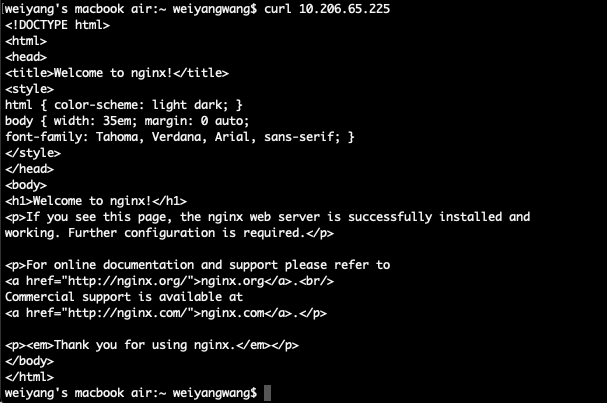 weiyang's macbook air:~ weiyangwang$ curl 10.206.65.225
<!DOCTYPE html>
<html>
<head>
<title>Welcome to nginx!</title>
<style>
html { color-scheme: light dark; }
body { width: 35em; margin: 0 auto;
font-family: Tahoma, Verdana, Arial, sans-serif; }
</style>
</head>
<body>
<h1>Welcome to nginx!</h1>
<p>If you see this page, the nginx web server is successfully installed and
working. Further configuration is required.</p>

<p>For online documentation and support please refer to
<a href="http://nginx.org/">nginx.org</a>.<br/>
Commercial support is available at
<a href="http://nginx.com/">nginx.com</a>.</p>

<p><em>Thank you for using nginx.</em></p>
</body>
</html>
weiyang's macbook air:~ weiyangwang$